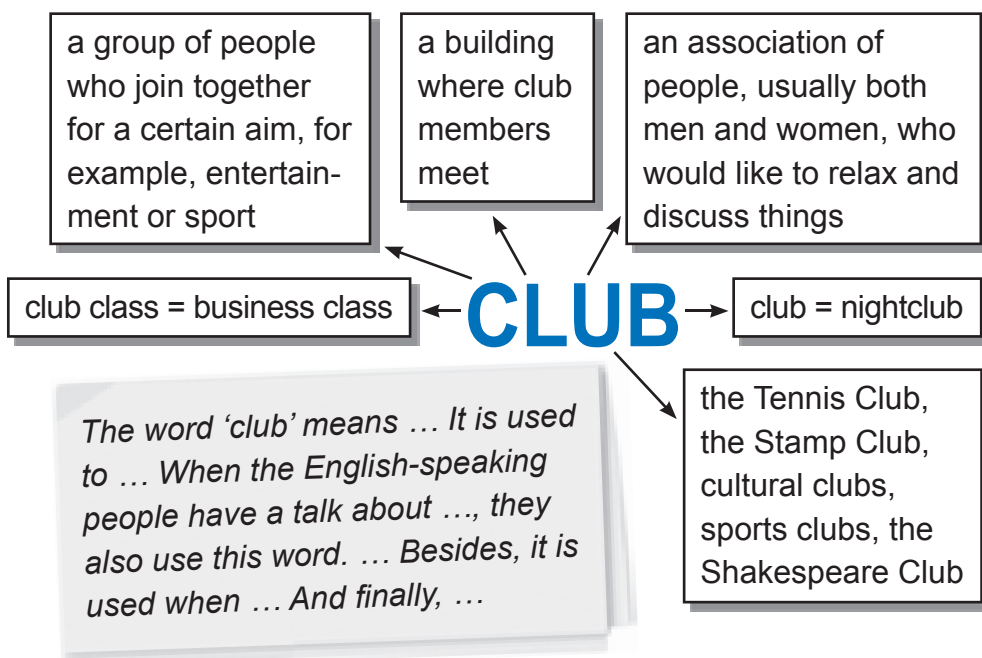 a group of people
who join together
for a certain aim, for
example, entertain-
ment or sport
a building
where club
members
meet
an association of
people, usually both
men and women, who
would like to relax and
discuss things
club class = business class
CLUB
club = nightclub
The word ‘club’ means … It is used
to … When the English-speaking
people have a talk about …, they
also use this word. … Besides, it is
used when … And finally, …
the Tennis Club,
the Stamp Club,
cultural clubs,
sports clubs, the
Shakespeare Club